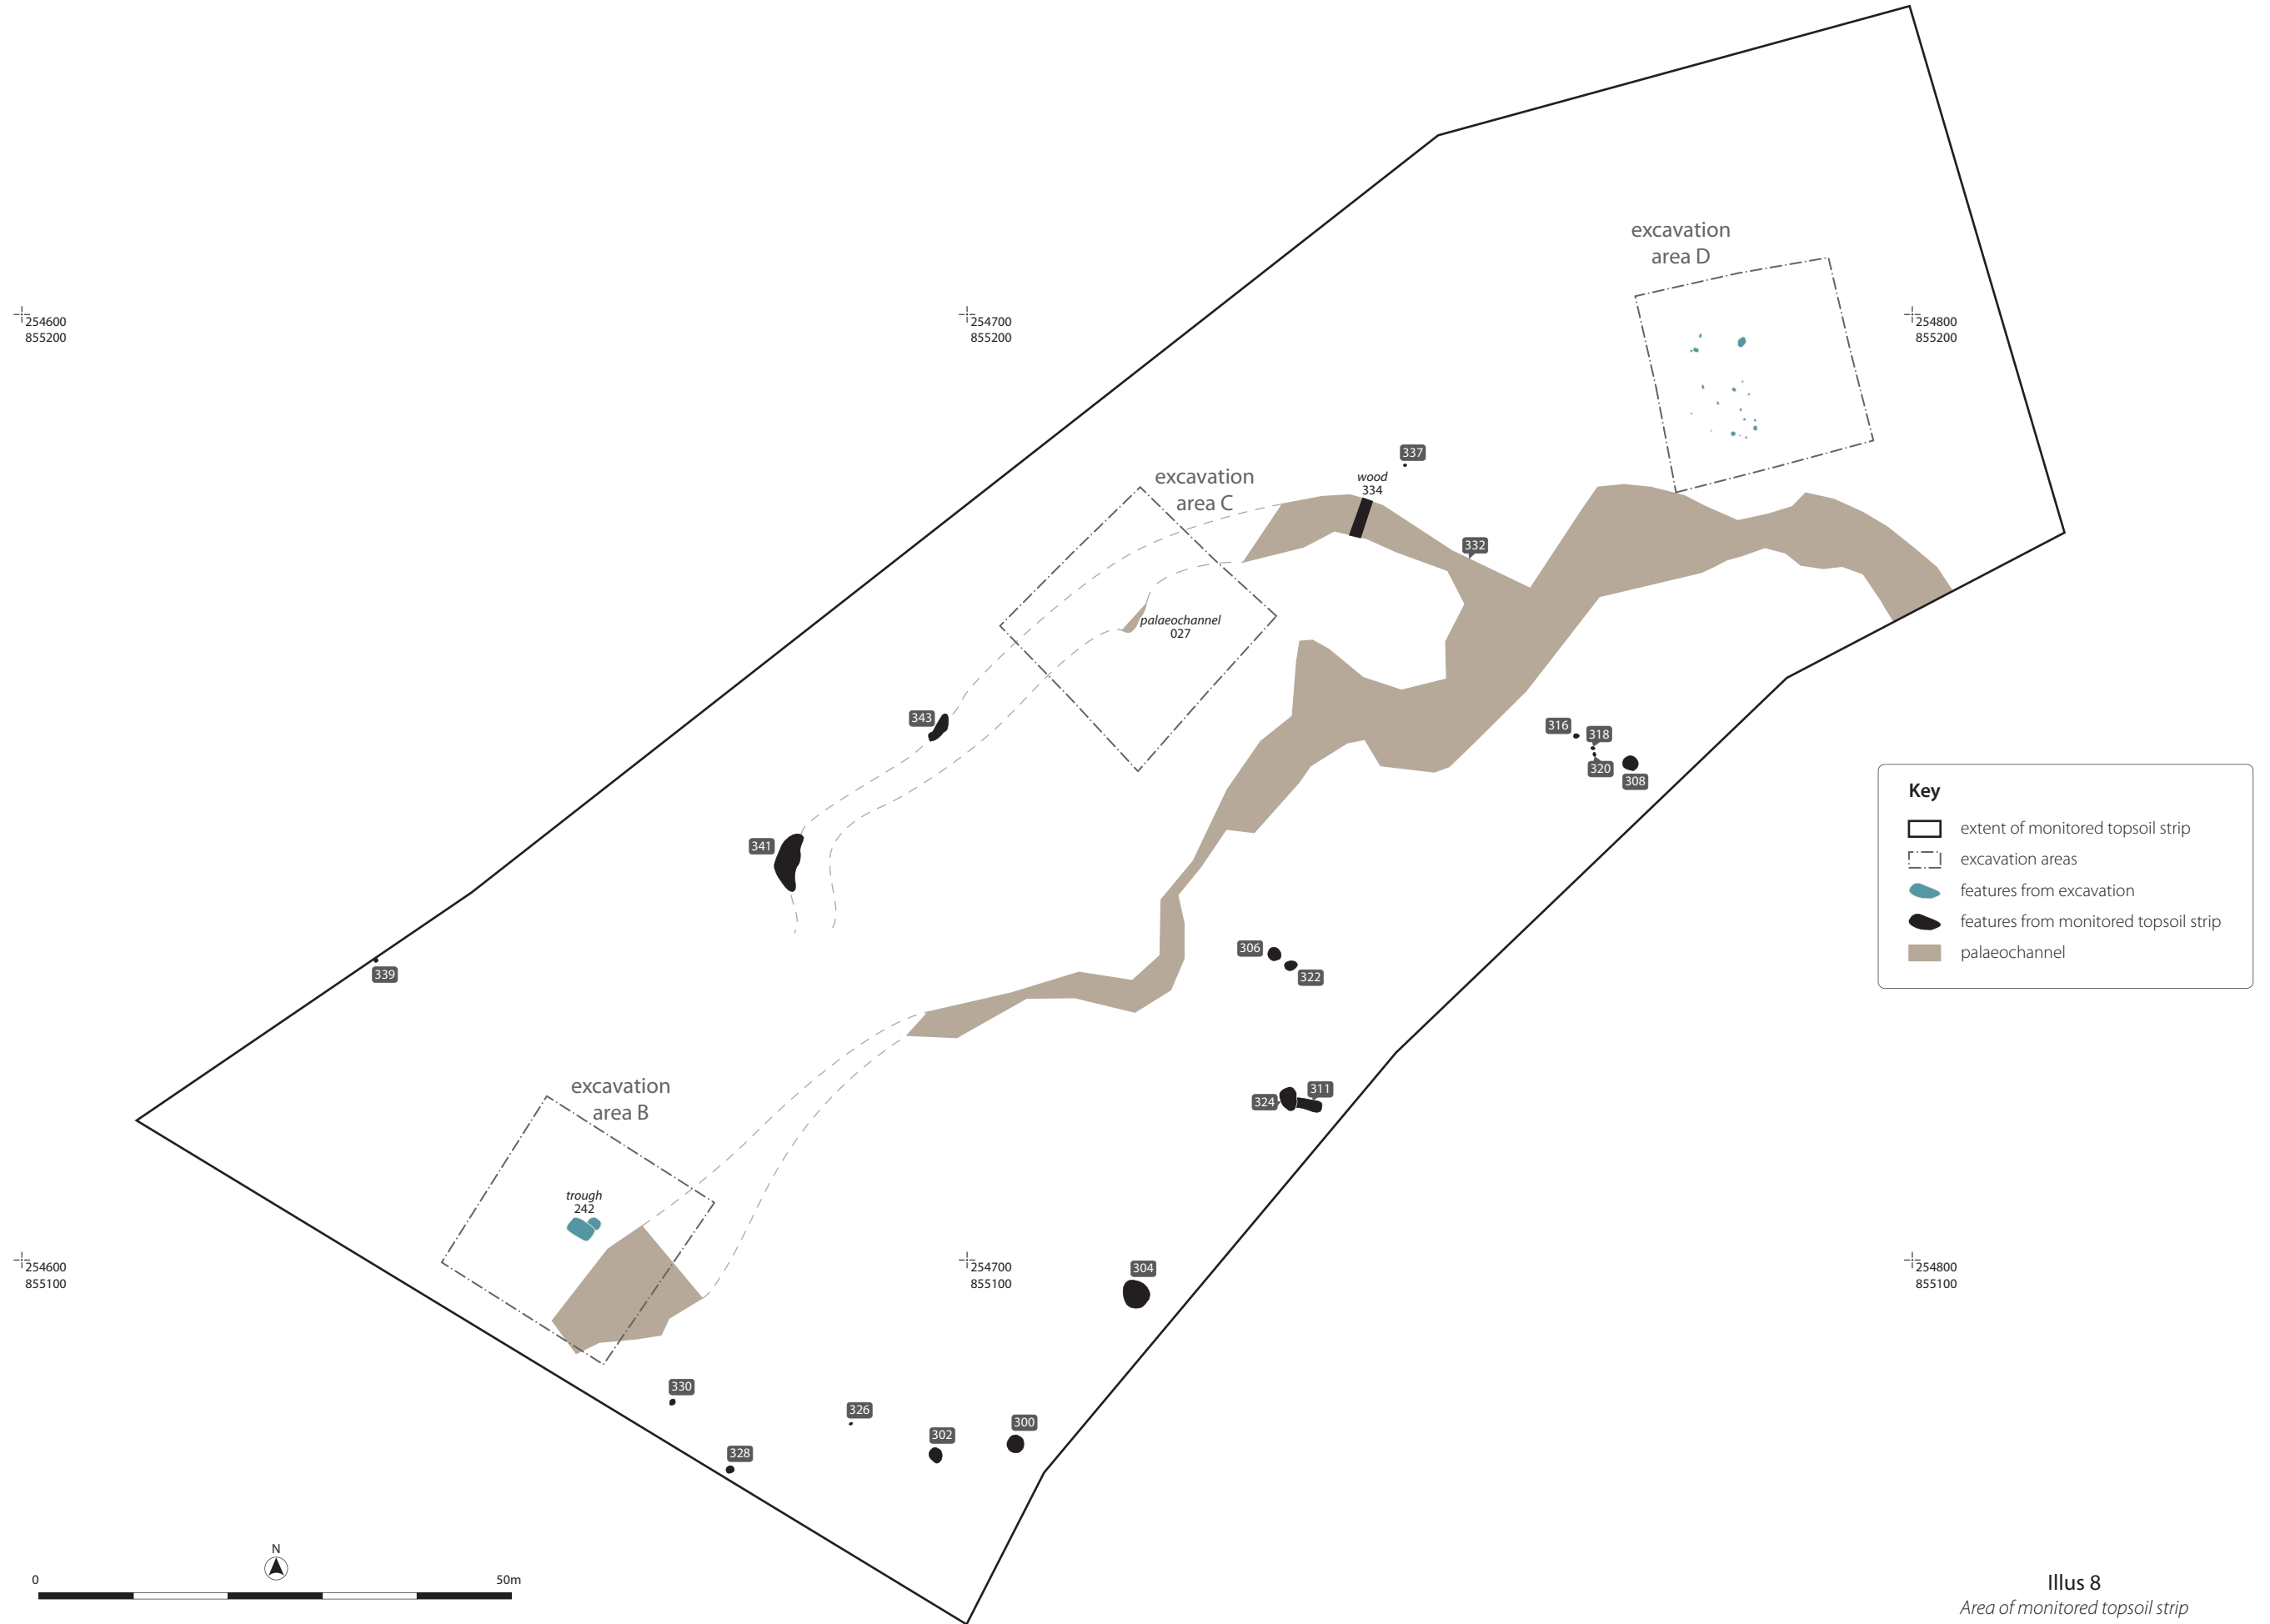 excavation
area D
254600
855200
254700
855200
254800
855200
337
wood
334
excavation
area C
332
palaeochannel
027
343
316
318
320
308
341
Key
extent of monitored topsoil strip
excavation areas
features from excavation
features from monitored topsoil strip
palaeochannel
306
322
339
excavation
area B
311
324
trough
242
254600
855100
254700
855100
254800
855100
304
330
326
302
300
328
N
0 50m
Illus 8
Area of monitored topsoil strip